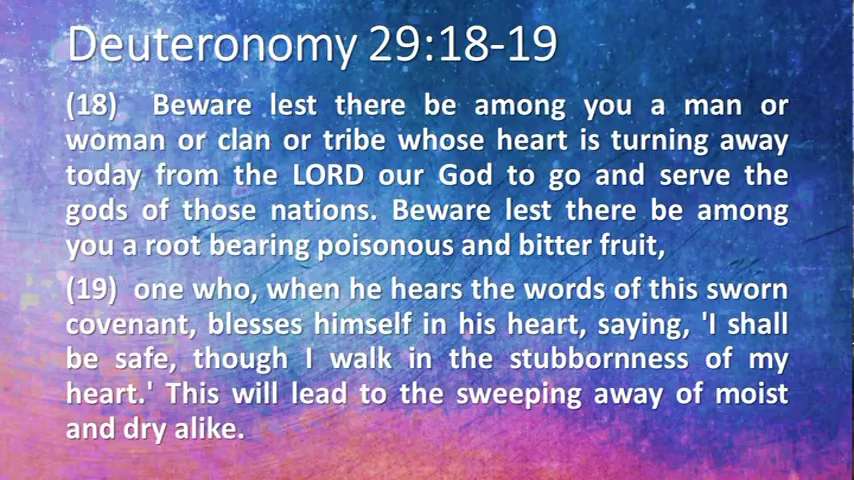 Deuteronomy 29:18-19
(18) Beware lest there be among you a man or
woman or clan or tribe whose heart is turning away
today from the LORD our God to go and serve the
gods of those nations. Beware lest there be among
you a root bearing poisonous and bitter fruit,
(19) one who, when he hears the words of this sworn
covenant, blesses himself in his heart, saying, 'I shall
be safe, though I walk in the stubbornness of my
heart.' This will lead to the sweeping away of moist
and dry alike.